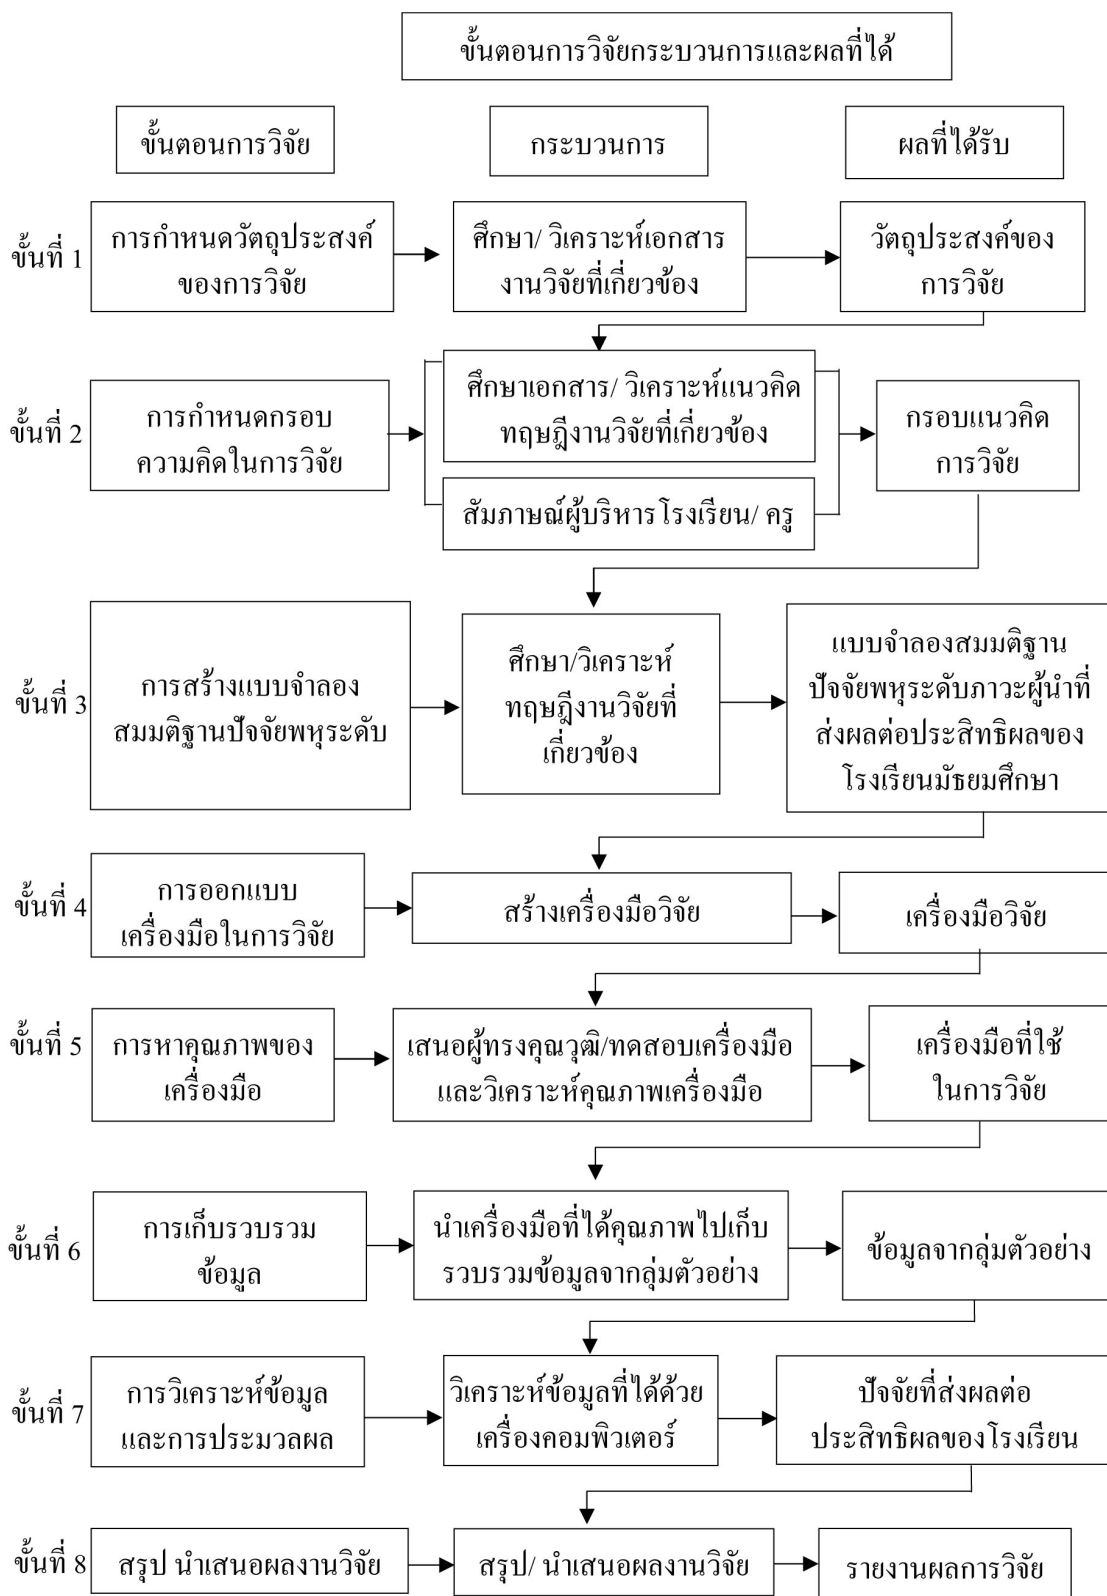 ขั้นตอนการวิจัยกระบวนการและผลที่ได้
ขั้นตอนการวิจัย
กระบวนการ
ผลที่ได้รับ
ขั้นที่ 1
การกำหนดวัตถุประสงค์
ของการวิจัย
ศึกษา/ วิเคราะห์เอกสาร
งานวิจัยที่เกี่ยวข้อง
วัตถุประสงค์ของ
การวิจัย
ขั้นที่ 2
การกำหนดกรอบ
ความคิดในการวิจัย
ศึกษาเอกสาร/ วิเคราะห์แนวคิด
ทฤษฎีงานวิจัยที่เกี่ยวข้อง
สัมภาษณ์ผู้บริหารโรงเรียน/ ครู
กรอบแนวคิด
การวิจัย
ขั้นที่ 3
การสร้างแบบจำลอง
สมมติฐานปัจจัยพหุระดับ
ศึกษา/วิเคราะห์
ทฤษฎีงานวิจัยที่
เกี่ยวข้อง
แบบจำลองสมมติฐาน
ปัจจัยพหุระดับภาวะผู้นำที่
ส่งผลต่อประสิทธิผลของ
โรงเรียนมัธยมศึกษา
ขั้นที่ 4
การออกแบบ
เครื่องมือในการวิจัย
สร้างเครื่องมือวิจัย
เครื่องมือวิจัย
ขั้นที่ 5
การหาคุณภาพของ
เครื่องมือ
เสนอผู้ทรงคุณวุฒิ/ทดสอบเครื่องมือ
และวิเคราะห์คุณภาพเครื่องมือ
เครื่องมือที่ใช้
ในการวิจัย
ขั้นที่ 6
การเก็บรวบรวม
ข้อมูล
นำเครื่องมือที่ได้คุณภาพไปเก็บ
รวบรวมข้อมูลจากลุ่มตัวอย่าง
ข้อมูลจากลุ่มตัวอย่าง
ขั้นที่ 7
การวิเคราะห์ข้อมูล
และการประมวลผล
วิเคราะห์ข้อมูลที่ได้ด้วย
เครื่องคอมพิวเตอร์
ปัจจัยที่ส่งผลต่อ
ประสิทธิผลของโรงเรียน
ขั้นที่ 8
สรุป นำเสนอผลงานวิจัย
สรุป/ นำเสนอผลงานวิจัย
รายงานผลการวิจัย